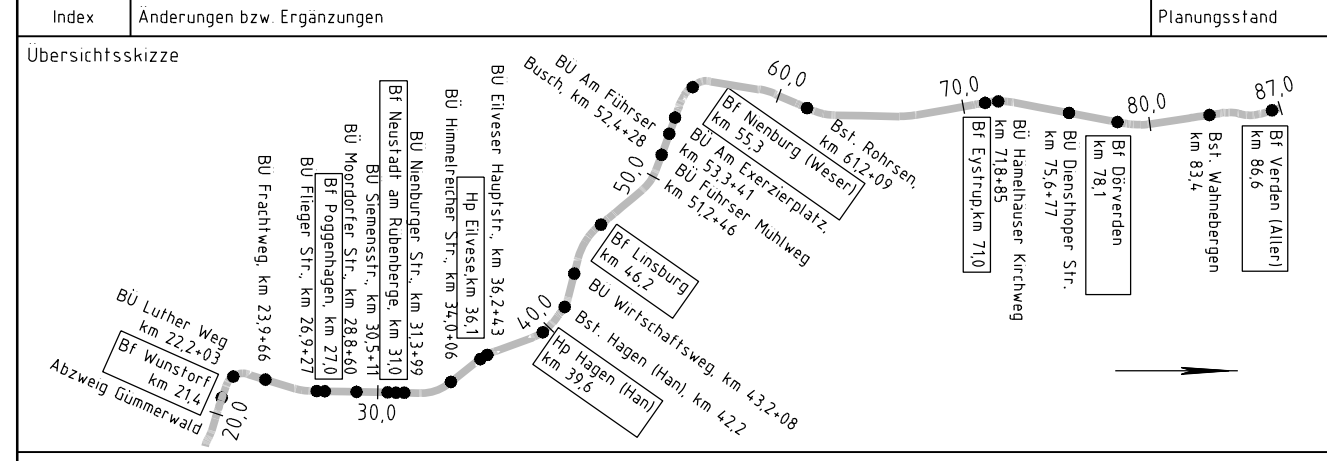 Index
Änderungen bzw. Ergänzungen
Planungsstand
Übersichtsskizze
Abzweig Gummerwald
20,0
Bf Wunstorf
km 21,4
BÜ Luther Weg
km 22,2+03
BÜ Frachtweg, km 23,9+66
BÜ Flieger Str., km 26,9+27
Bf Poggenhagen, km 27,0
BÜ Moordorfer Str., km 28,8+60
30,0
BÜ Siemensstr., km 30,5+11
Bf Neustadt am Rübenberge, km 31,0
BÜ Nienburger Str., km 31,3+99
BÜ Himmelreicher Str., km 34,0+06
Hp Eilvese,km 36,1
BÜ Eilveser Hauptstr., km 36,2+43
Hp Hagen (Han)
km 39,6
40,0
Bst. Hagen (Han), km 42,2
BÜ Wirtschaftsweg, km 43,2+08
Bf Linsburg
km 46,2
50,0
BÜ Führser Muhlweg
km 51,2+46
BÜ Am Führser
Busch, km 52,4+28
BÜ Am Exerzierplatz,
km 53,3+41
Bf Nienburg (Weser)
km 55,3
60,0
Bst. Rohrsen,
km 61,2+09
70,0
Bf Eystrup,km 71,0
BÜ Hämelhäuser Kirchweg
km 71,8+85
BÜ Diensthoper Str.
km 75,6+77
Bf Dörverden
km 78,1
80,0
Bst. Wahnebergen
km 83,4
Bf Verden (Aller)
km 86,6
87,0